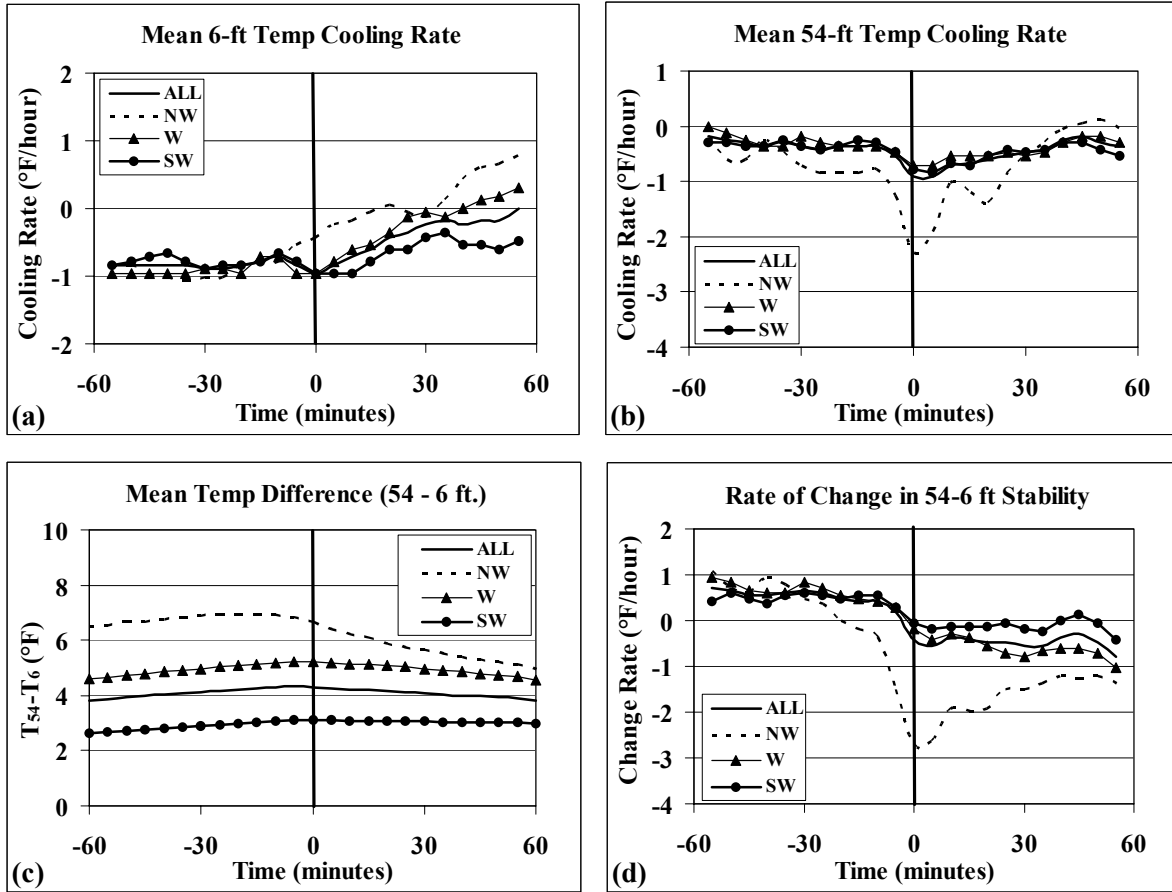 Mean 6-ft Temp Cooling Rate
Cooling Rate (°F/hour)
2
1
0
-1
-2
ALL
NW
W
SW
-60
-30
0
30
60
Time (minutes)
(a)
Mean 54-ft Temp Cooling Rate
Cooling Rate (°F/hour)
1
0
-1
-2
-3
-4
ALL
NW
W
SW
-60
-30
0
30
60
Time (minutes)
(b)
Mean Temp Difference (54 - 6 ft.)
T54-T6 (°F)
10
8
6
4
2
0
ALL
NW
W
SW
-60
-30
0
30
60
Time (minutes)
(c)
Rate of Change in 54-6 ft Stability
Change Rate (°F/hour)
2
1
0
-1
-2
-3
-4
ALL
NW
W
SW
-60
-30
0
30
60
Time (minutes)
(d)